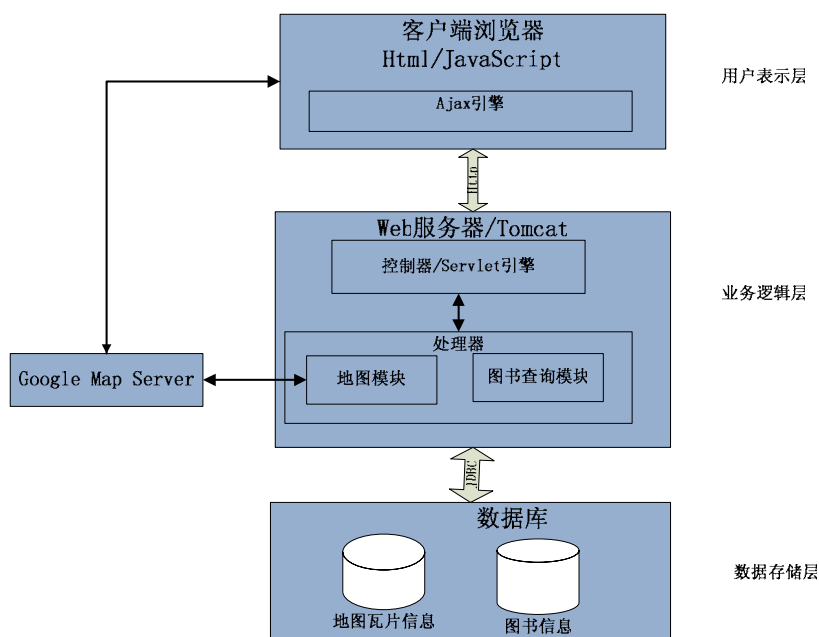 客户端浏览器
Html/JavaScript
用户表示层
Ajax引擎
Http
Web服务器/Tomcat
控制器/Servlet引擎
业务逻辑层
处理器
Google Map Server
地图模块
图书查询模块
JDBC
数据库
数据存储层
地图瓦片信息
图书信息